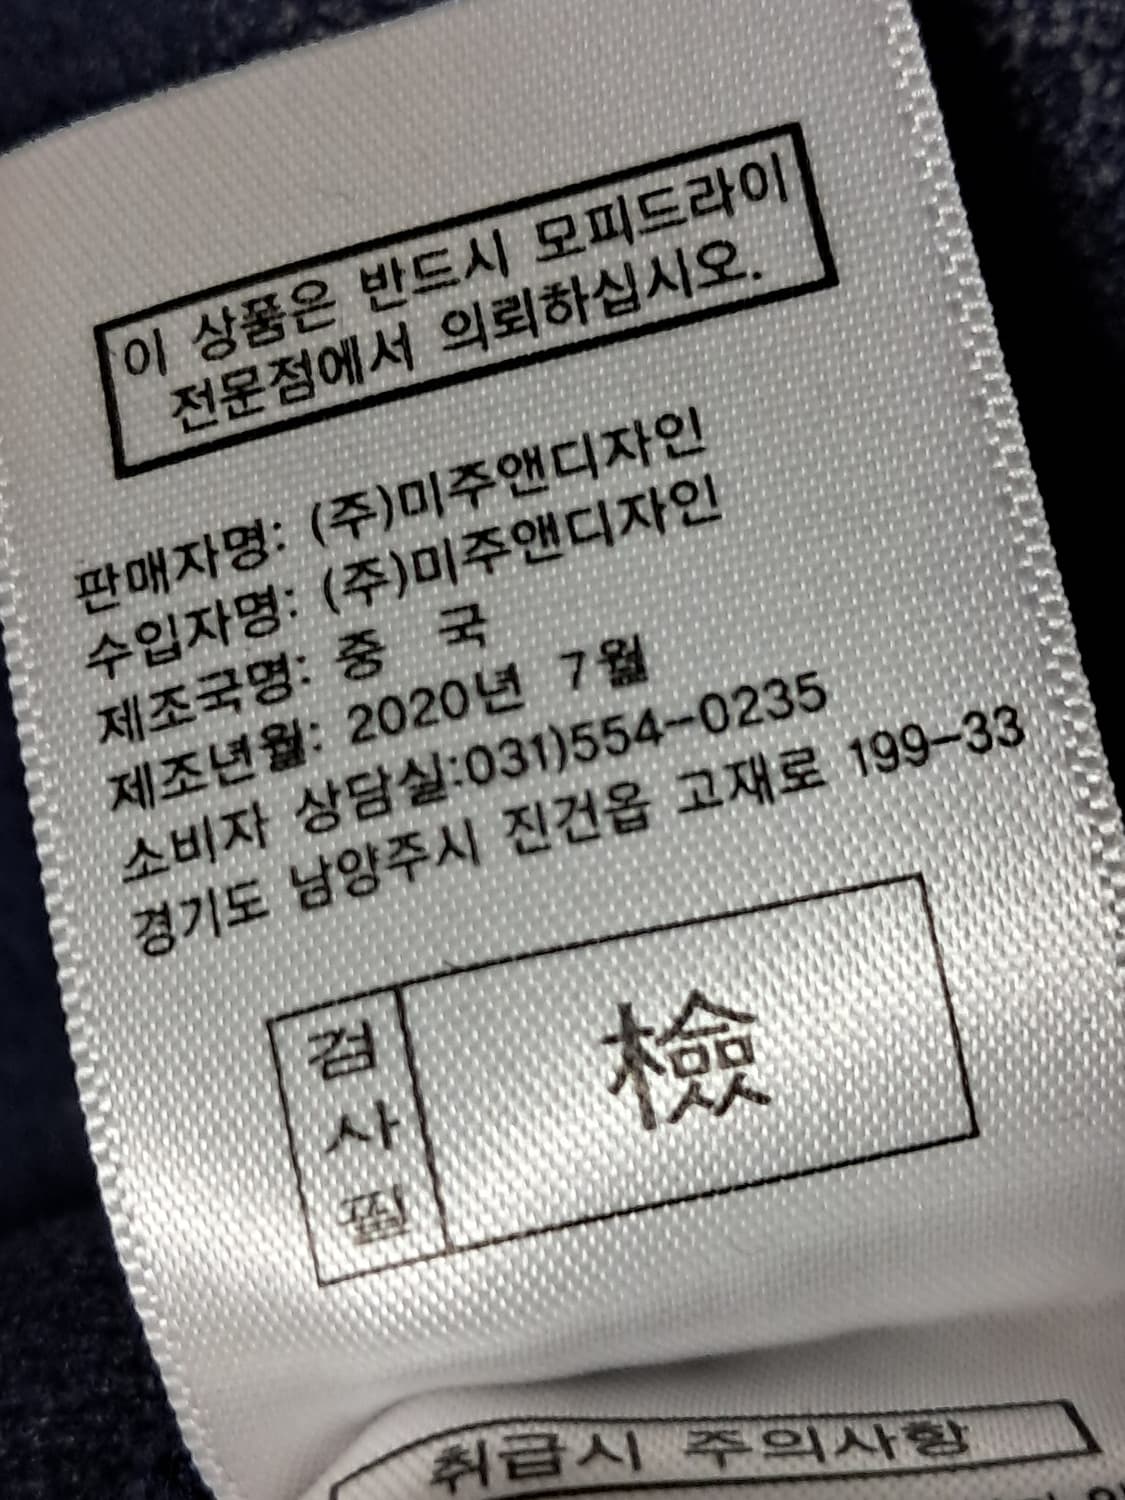 이 상품은 반드시 모피드라이
전문점에서 의뢰하십시오.
판매자명: (주)미주앤디자인
수입자명: (주)미주앤디자인
제조국명: 중 국
제조년월: 2020년 7월
소비자 상담실:031)554-0235
경기도 남양주시 진건읍 고재로 199-33
검사필
檢
취급시 주의사항